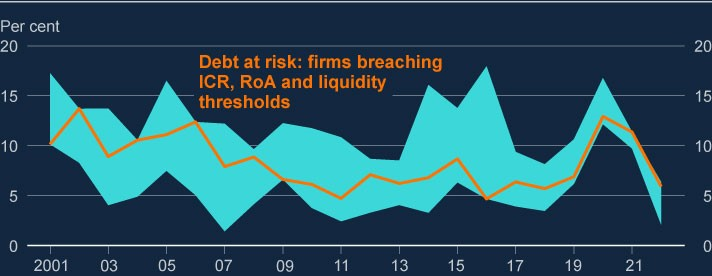 Per cent
20 20
Debt at risk: firms breaching
ICR, RoA and liquidity
thresholds
15 15
10 10
5 5
0 0
2001 03 05 07 09 11 13 15 17 19 21